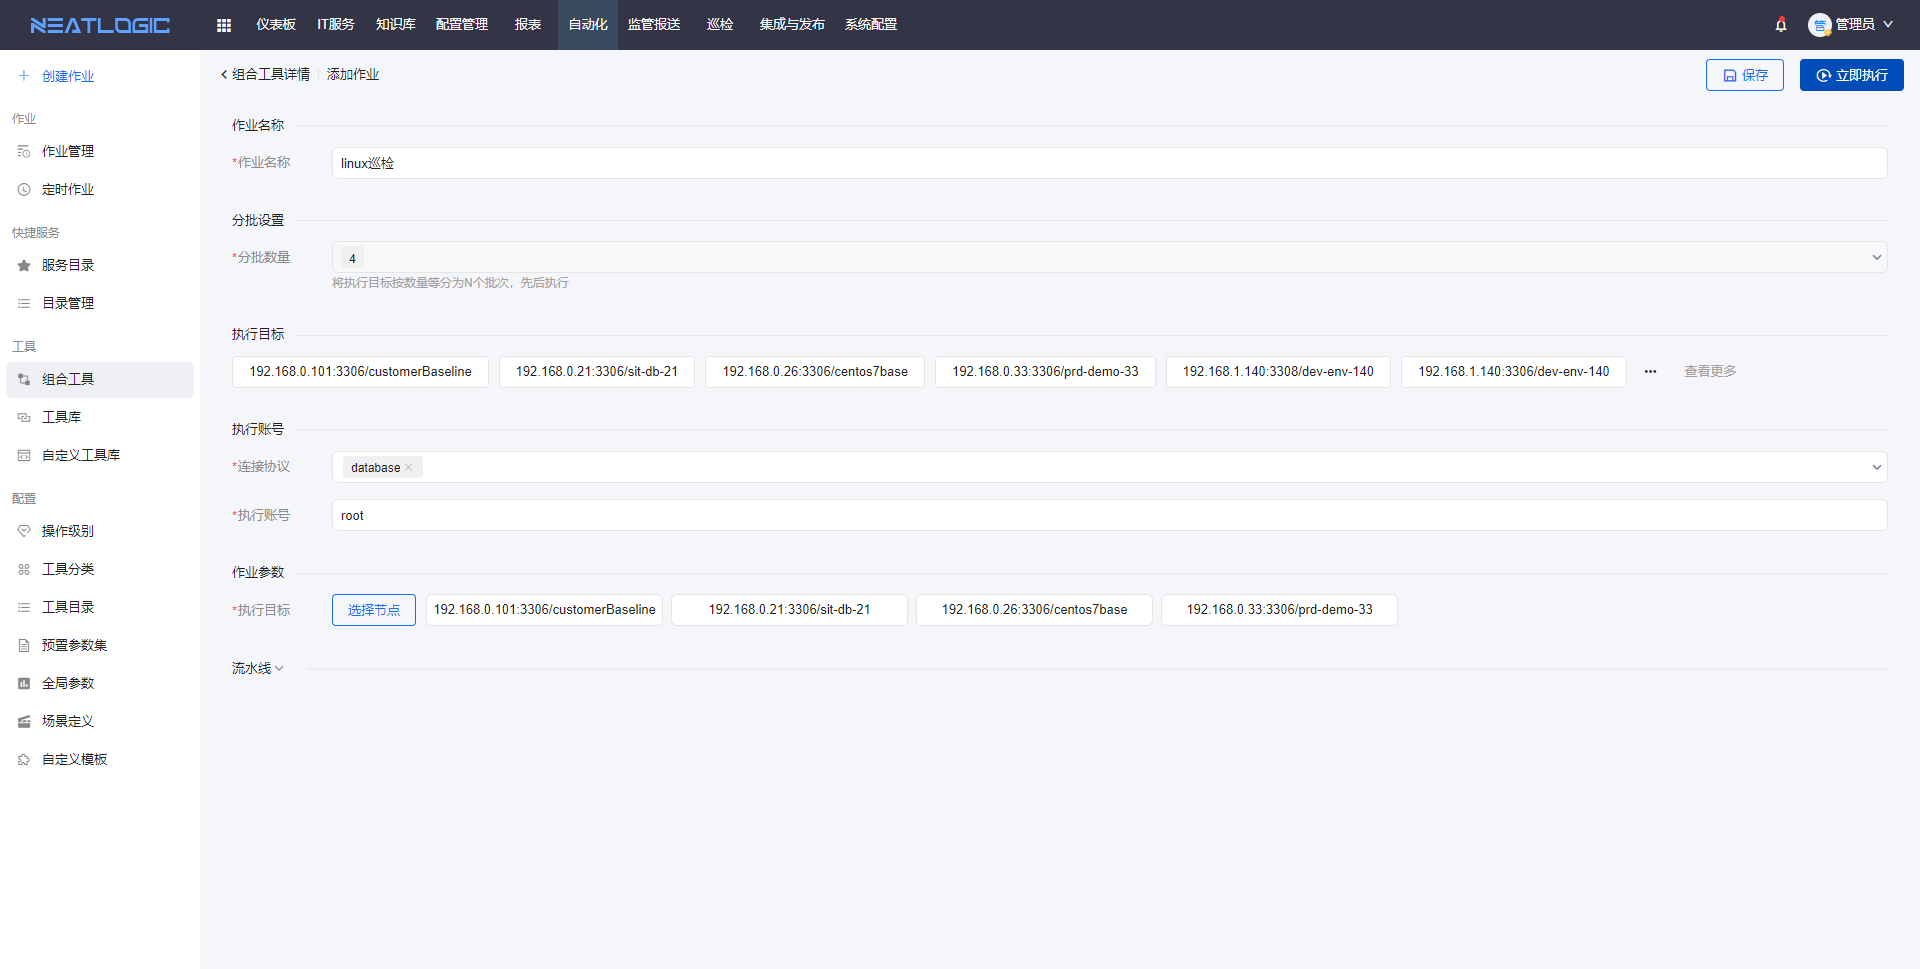 NEATLOGIC
仪表板 IT服务 知识库 配置管理 报表 自动化 监管报送 巡检 集成与发布 系统配置
管 管理员
创建作业
作业
作业管理
定时作业
快捷服务
服务目录
目录管理
工具
组合工具
工具库
自定义工具库
配置
操作级别
工具分类
工具目录
预置参数集
全局参数
场景定义
自定义模板
组合工具详情 添加作业
保存 立即执行
作业名称
*作业名称 linux巡检
分批设置
*分批数量 4
将执行目标按数量等分为N个批次，先后执行
执行目标
192.168.0.101:3306/customerBaseline 192.168.0.21:3306/sit-db-21 192.168.0.26:3306/centos7base 192.168.0.33:3306/prd-demo-33 192.168.1.140:3308/dev-env-140 192.168.1.140:3306/dev-env-140 ··· 查看更多
执行账号
*连接协议 database
*执行账号 root
作业参数
*执行目标 选择节点 192.168.0.101:3306/customerBaseline 192.168.0.21:3306/sit-db-21 192.168.0.26:3306/centos7base 192.168.0.33:3306/prd-demo-33
流水线